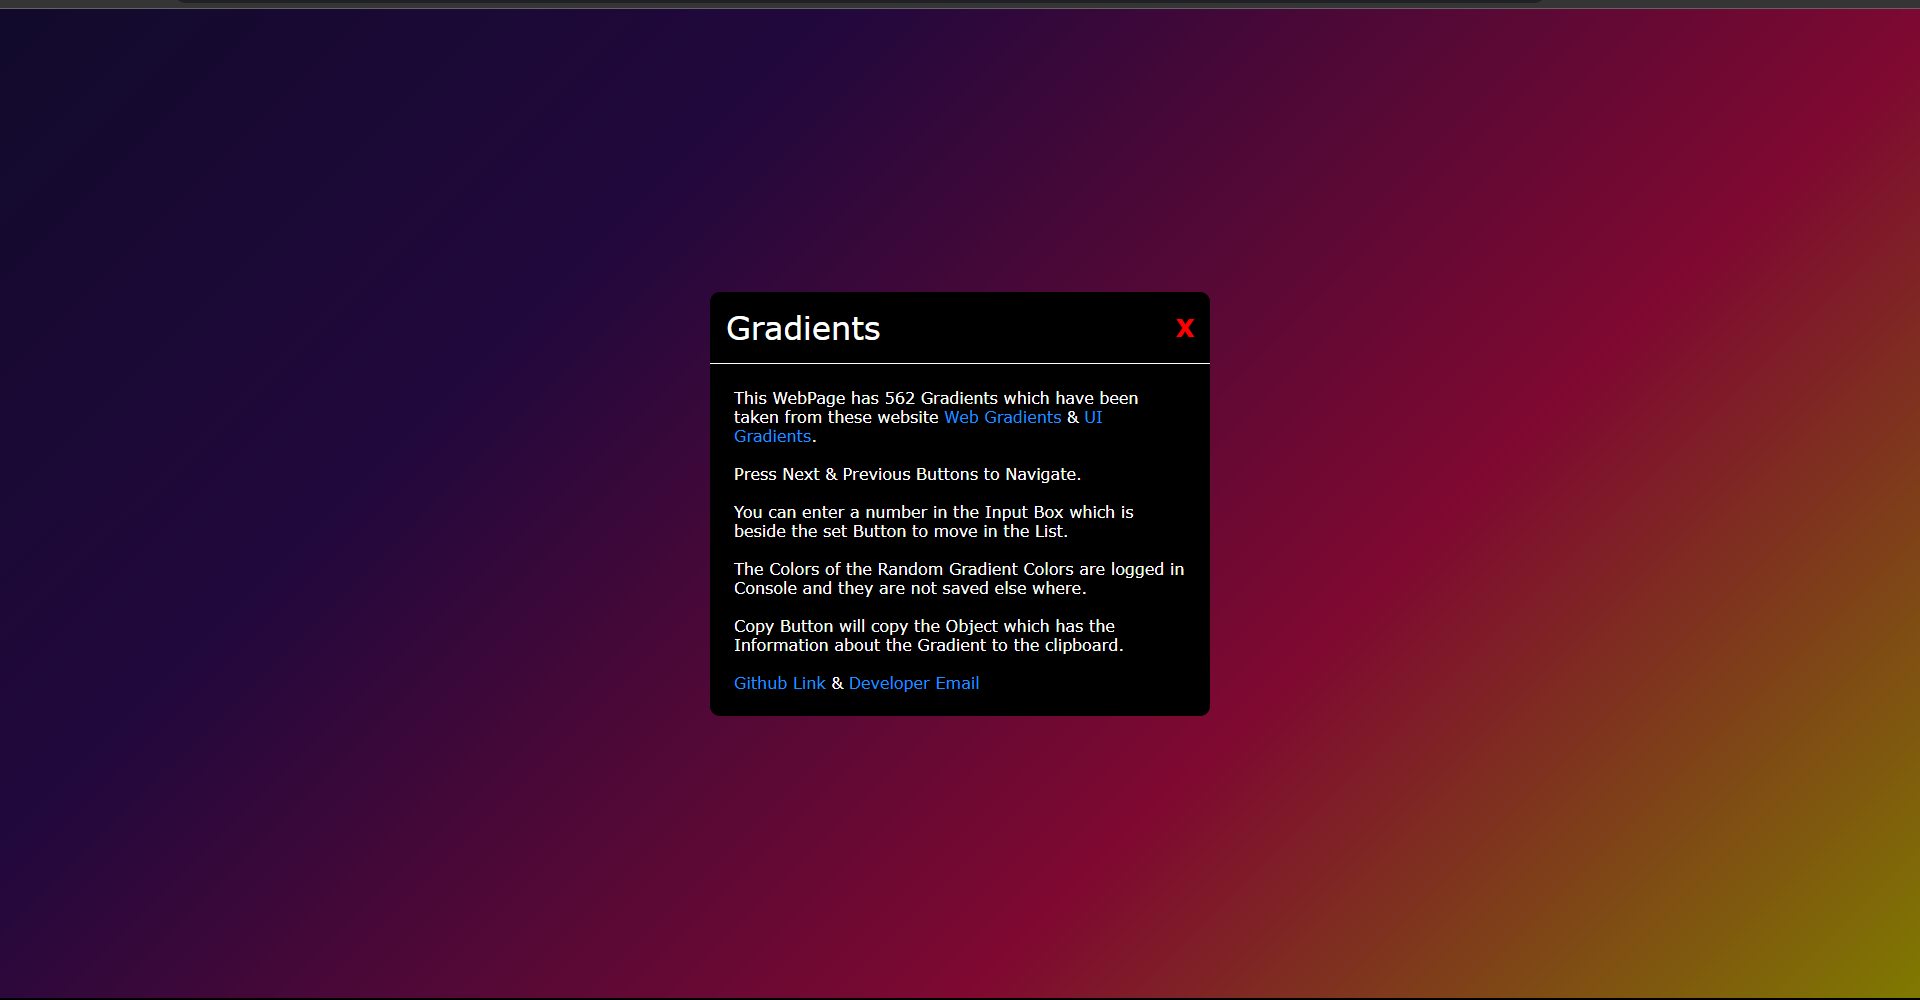 Gradients
X
This WebPage has 562 Gradients which have been
taken from these website Web Gradients & UI
Gradients.
Press Next & Previous Buttons to Navigate.
You can enter a number in the Input Box which is
beside the set Button to move in the List.
The Colors of the Random Gradient Colors are logged in
Console and they are not saved else where.
Copy Button will copy the Object which has the
Information about the Gradient to the clipboard.
Github Link & Developer Email